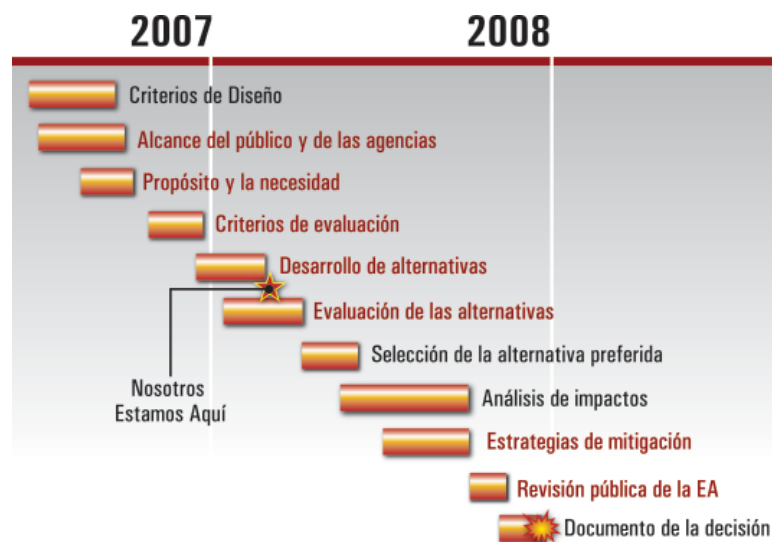 2007 2008
Criterios de Diseño
Alcance del público y de las agencias
Propósito y la necesidad
Criterios de evaluación
Desarrollo de alternativas
Evaluación de las alternativas
Selección de la alternativa preferida
Nosotros
Estamos Aquí
Análisis de impactos
Estrategias de mitigación
Revisión pública de la EA
Documento de la decisión